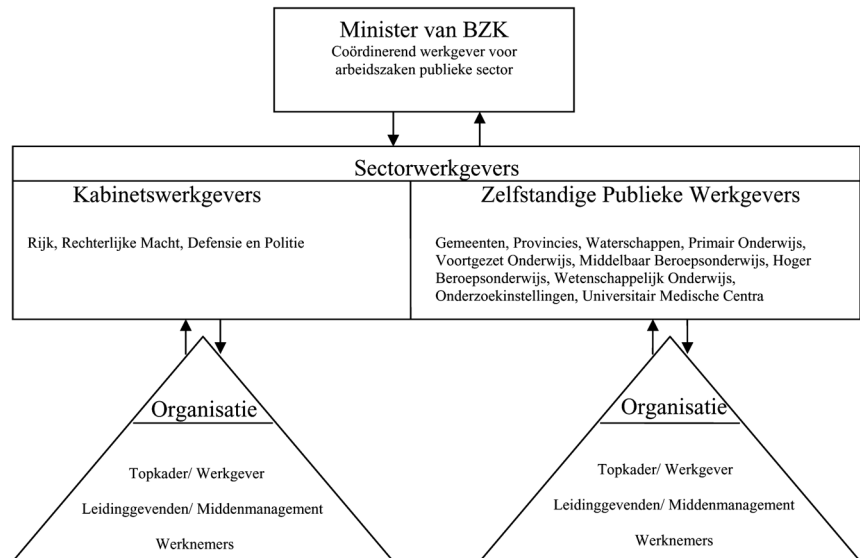 Minister van BZK
Coördinerend werkgever voor
arbeidszaken publieke sector
Sectorwerkgevers
Kabinetswerkgevers
Rijk, Rechterlijke Macht, Defensie en Politie
Zelfstandige Publieke Werkgevers
Gemeenten, Provincies, Waterschappen, Primair Onderwijs,
Voortgezet Onderwijs, Middelbaar Beroepsonderwijs, Hoger
Beroepsonderwijs, Wetenschappelijk Onderwijs,
Onderzoekinstellingen, Universitair Medische Centra
Organisatie
Topkader/ Werkgever
Leidinggevenden/ Middenmanagement
Werknemers
Organisatie
Topkader/ Werkgever
Leidinggevenden/ Middenmanagement
Werknemers